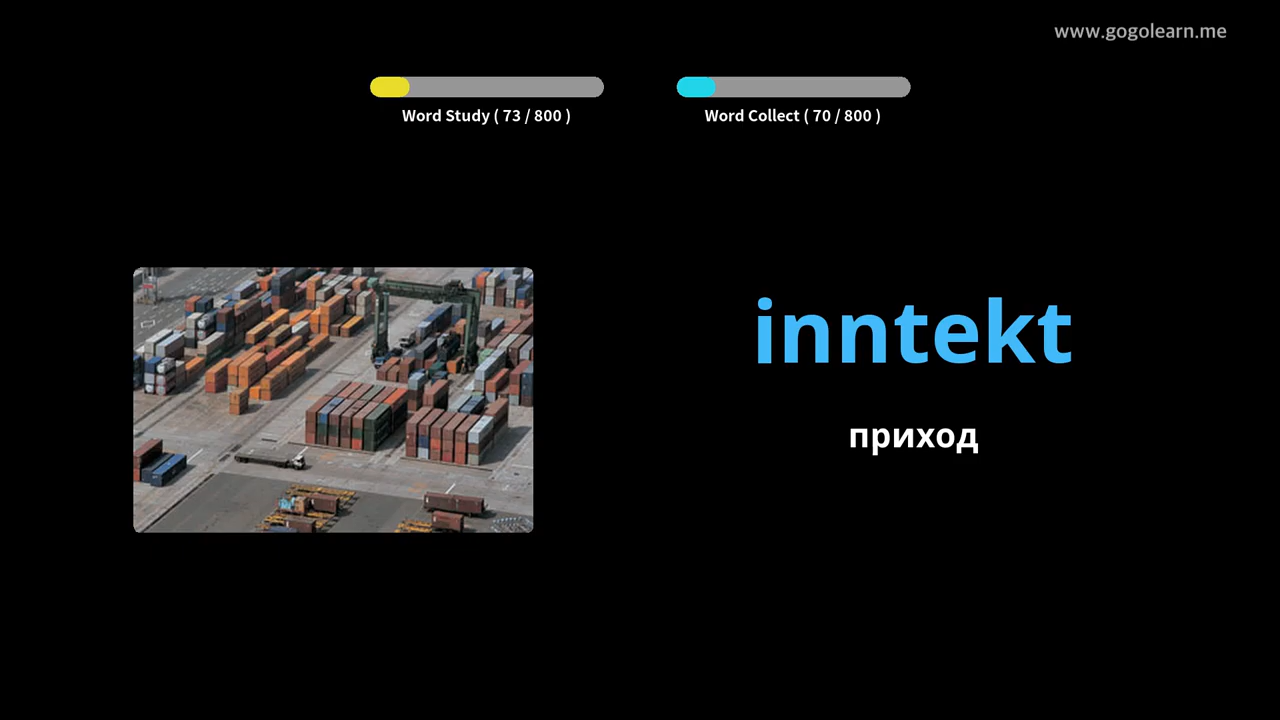 www.gogolearn.me
Word Study ( 73 / 800 )
Word Collect ( 70 / 800 )
inntekt
приход